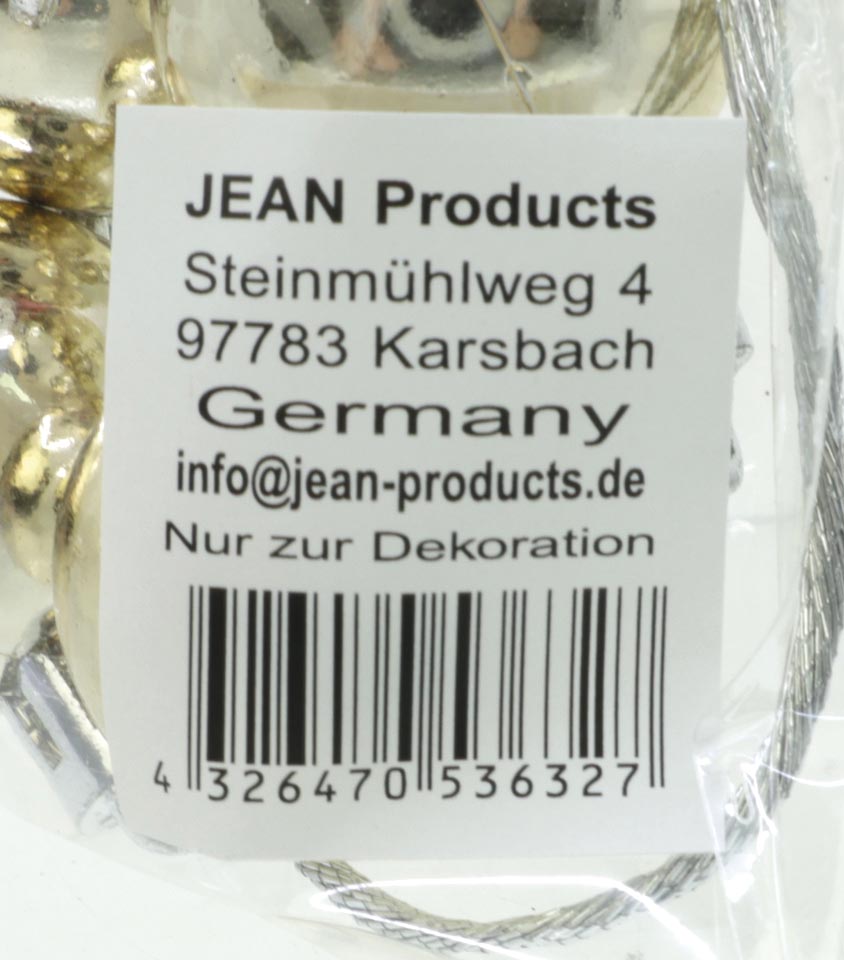 JEAN Products
Steinmühlweg 4
97783 Karsbach
Germany
info@jean-products.de
Nur zur Dekoration
4 326470 536327